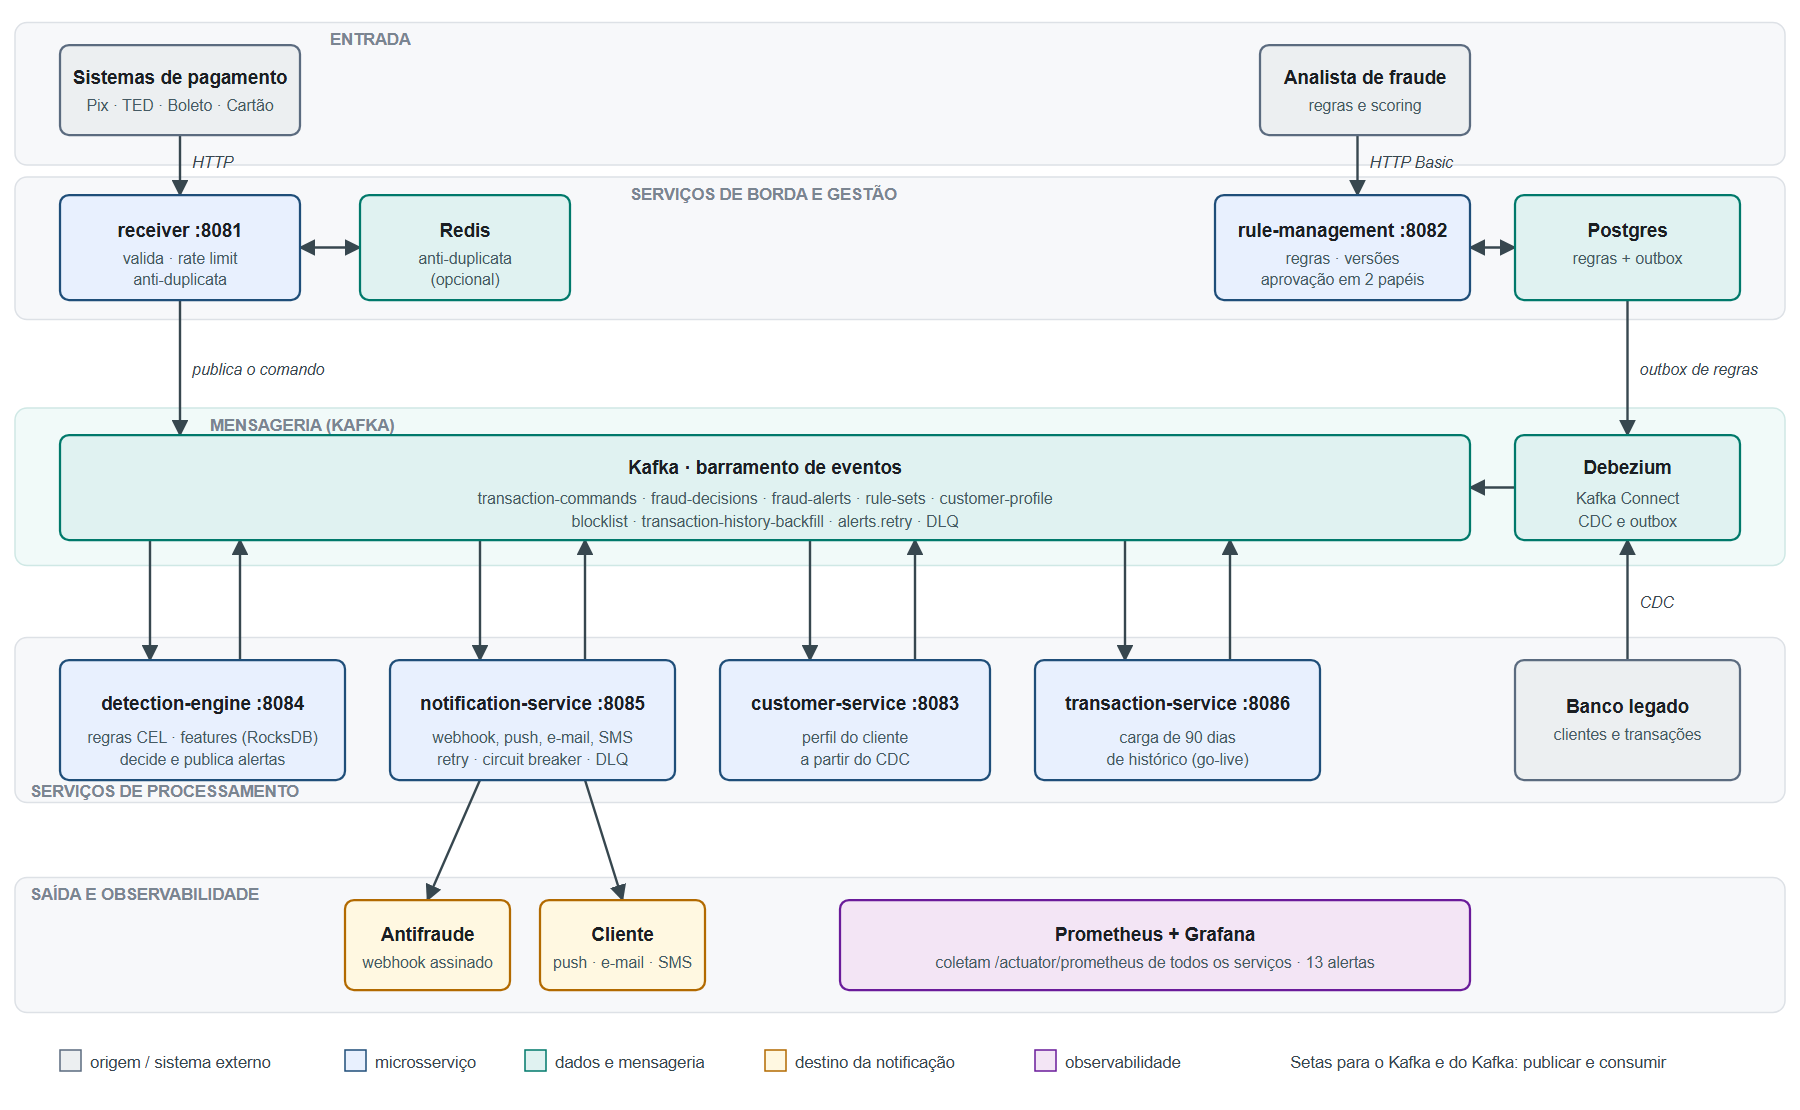 ENTRADA
Sistemas de pagamento
Pix · TED · Boleto · Cartão
Analista de fraude
regras e scoring
HTTP
HTTP Basic
SERVIÇOS DE BORDA E GESTÃO
receiver :8081
valida · rate limit
anti-duplicata
Redis
anti-duplicata
(opcional)
rule-management :8082
regras · versões
aprovação em 2 papéis
Postgres
regras + outbox
publica o comando
outbox de regras
MENSAGERIA (KAFKA)
Kafka · barramento de eventos
transaction-commands · fraud-decisions · fraud-alerts · rule-sets · customer-profile
blocklist · transaction-history-backfill · alerts.retry · DLQ
Debezium
Kafka Connect
CDC e outbox
CDC
detection-engine :8084
regras CEL · features (RocksDB)
decide e publica alertas
notification-service :8085
webhook, push, e-mail, SMS
retry · circuit breaker · DLQ
customer-service :8083
perfil do cliente
a partir do CDC
transaction-service :8086
carga de 90 dias
de histórico (go-live)
Banco legado
clientes e transações
SERVIÇOS DE PROCESSAMENTO
SAÍDA E OBSERVABILIDADE
Antifraude
webhook assinado
Cliente
push · e-mail · SMS
Prometheus + Grafana
coletam /actuator/prometheus de todos os serviços · 13 alertas
origem / sistema externo
microsserviço
dados e mensageria
destino da notificação
observabilidade
Setas para o Kafka e do Kafka: publicar e consumir